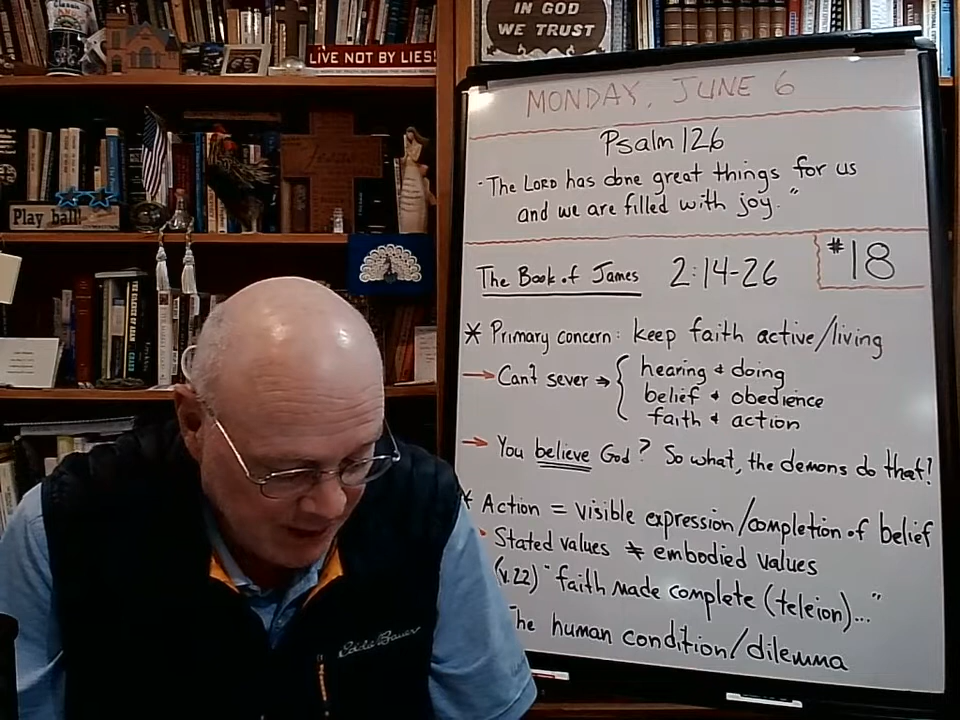 IN GOD
WE TRUST
LIVE NOT BY LIES
Play ball
MONDAY, JUNE 6
Psalm 126
"The LORD has done great things for us
and we are filled with joy."
The Book of James 2:14-26 #18
* Primary concern: keep faith active/living
→ Can't sever → { hearing & doing
belief & obedience
faith & action
→ You believe God? So what, the demons do that!
* Action = visible expression/completion of belief
Stated values ≠ embodied values
(v.22) "faith made complete (teleion)..."
The human condition/dilemma
Eddie Bauer